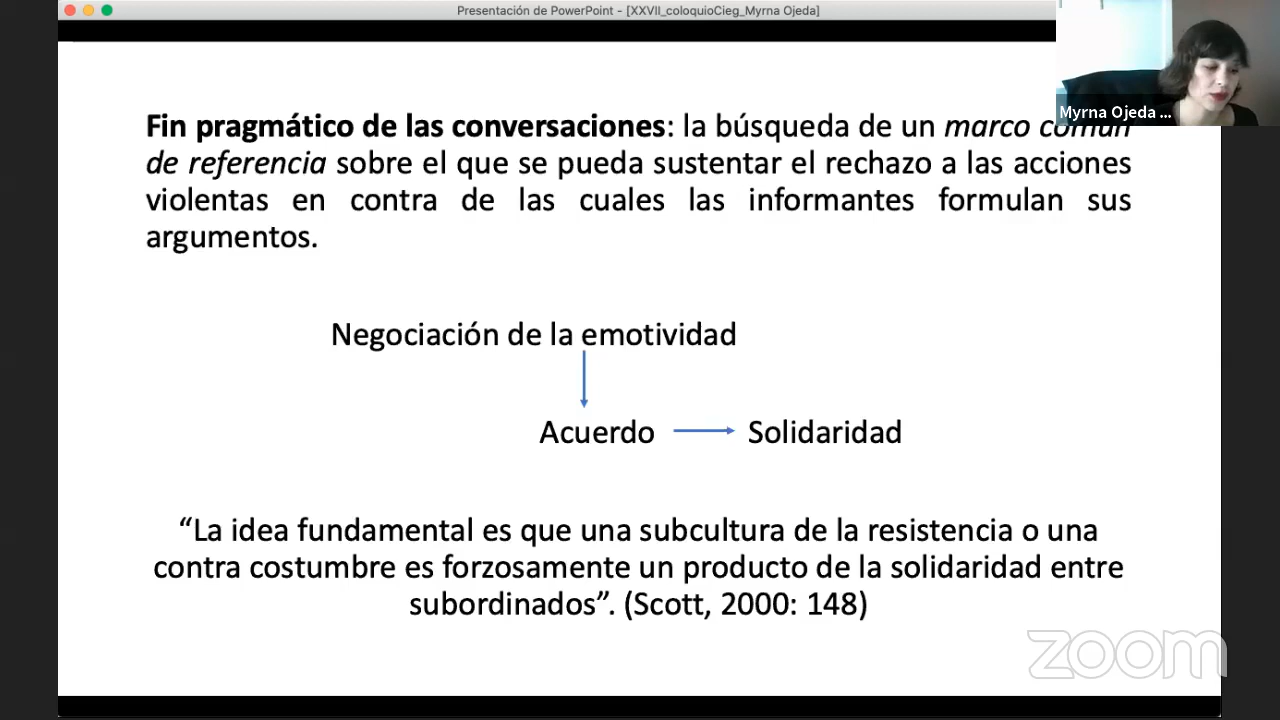 Presentación de PowerPoint - [XXVII_coloquioCieg_Myrna Ojeda]
Myrna Ojeda ...
Fin pragmático de las conversaciones: la búsqueda de un marco común
de referencia sobre el que se pueda sustentar el rechazo a las acciones
violentas en contra de las cuales las informantes formulan sus
argumentos.
Negociación de la emotividad
Acuerdo Solidaridad
“La idea fundamental es que una subcultura de la resistencia o una
contra costumbre es forzosamente un producto de la solidaridad entre
subordinados”. (Scott, 2000: 148)
zoom